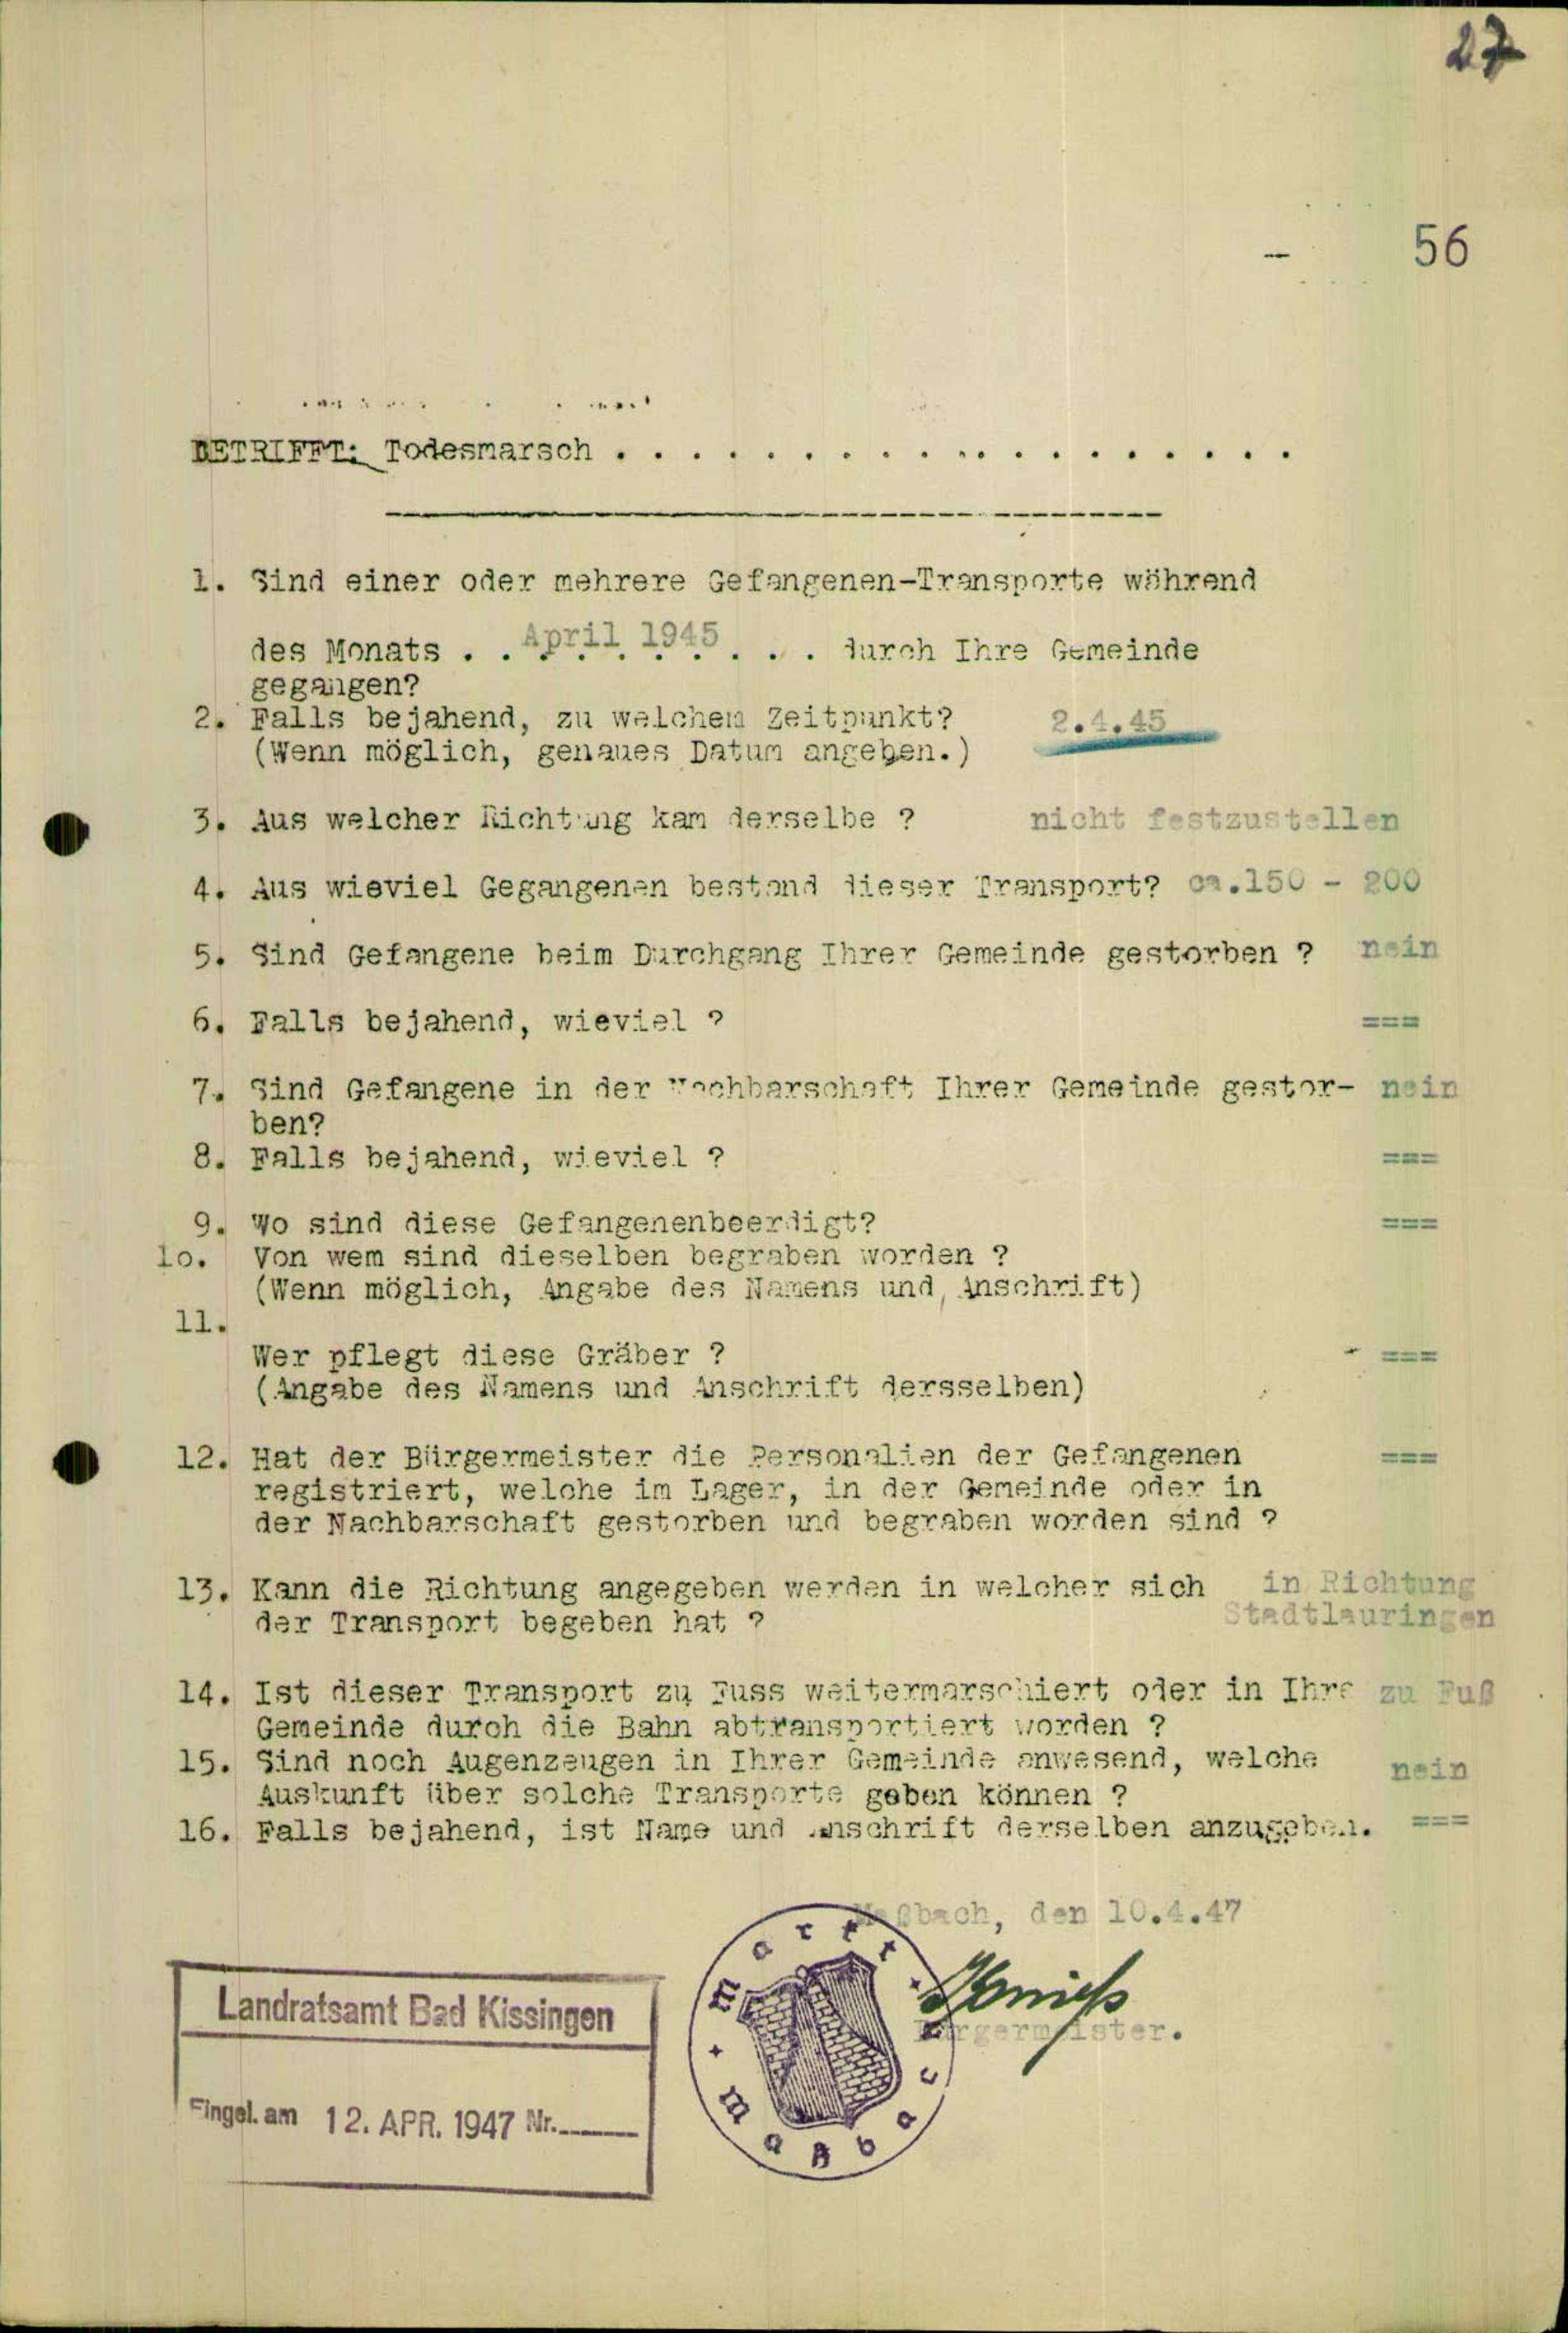 27
56
BETRIFFT: Todesmarsch . . . . . . . . . . . . . . . . . . .
1. Sind einer oder mehrere Gefangenen-Transporte während
des Monats . . April 1945 . . . durch Ihre Gemeinde
gegangen?
2. Falls bejahend, zu welchem Zeitpunkt? 2.4.45
(Wenn möglich, genaues Datum angeben.)
3. Aus welcher Richtung kam derselbe ? nicht festzustellen
4. Aus wieviel Gegangenen bestand dieser Transport? ca.150 - 200
5. Sind Gefangene beim Durchgang Ihrer Gemeinde gestorben ? nein
6. Falls bejahend, wieviel ? ===
7. Sind Gefangene in der Nachbarschaft Ihrer Gemeinde gestor- nein
ben?
8. Falls bejahend, wieviel ? ===
9. Wo sind diese Gefangenenbeerdigt? ===
10. Von wem sind dieselben begraben worden ?
(Wenn möglich, Angabe des Namens und Anschrift)
11.
Wer pflegt diese Gräber ? ===
(Angabe des Namens und Anschrift dersselben)
12. Hat der Bürgermeister die Personalien der Gefangenen ===
registriert, welche im Lager, in der Gemeinde oder in
der Nachbarschaft gestorben und begraben worden sind ?
13. Kann die Richtung angegeben werden in welcher sich in Richtung
der Transport begeben hat ? Stadtlauringen
14. Ist dieser Transport zu Fuss weitermarschiert oder in Ihre zu Fuß
Gemeinde durch die Bahn abtransportiert worden ?
15. Sind noch Augenzeugen in Ihrer Gemeinde anwesend, welche nein
Auskunft über solche Transporte geben können ?
16. Falls bejahend, ist Name und Anschrift derselben anzugeben. ===
Maßbach, den 10.4.47
Markt Maßbach
Bürgermeister.
Landratsamt Bad Kissingen
Eingel. am 12. APR. 1947 Nr.